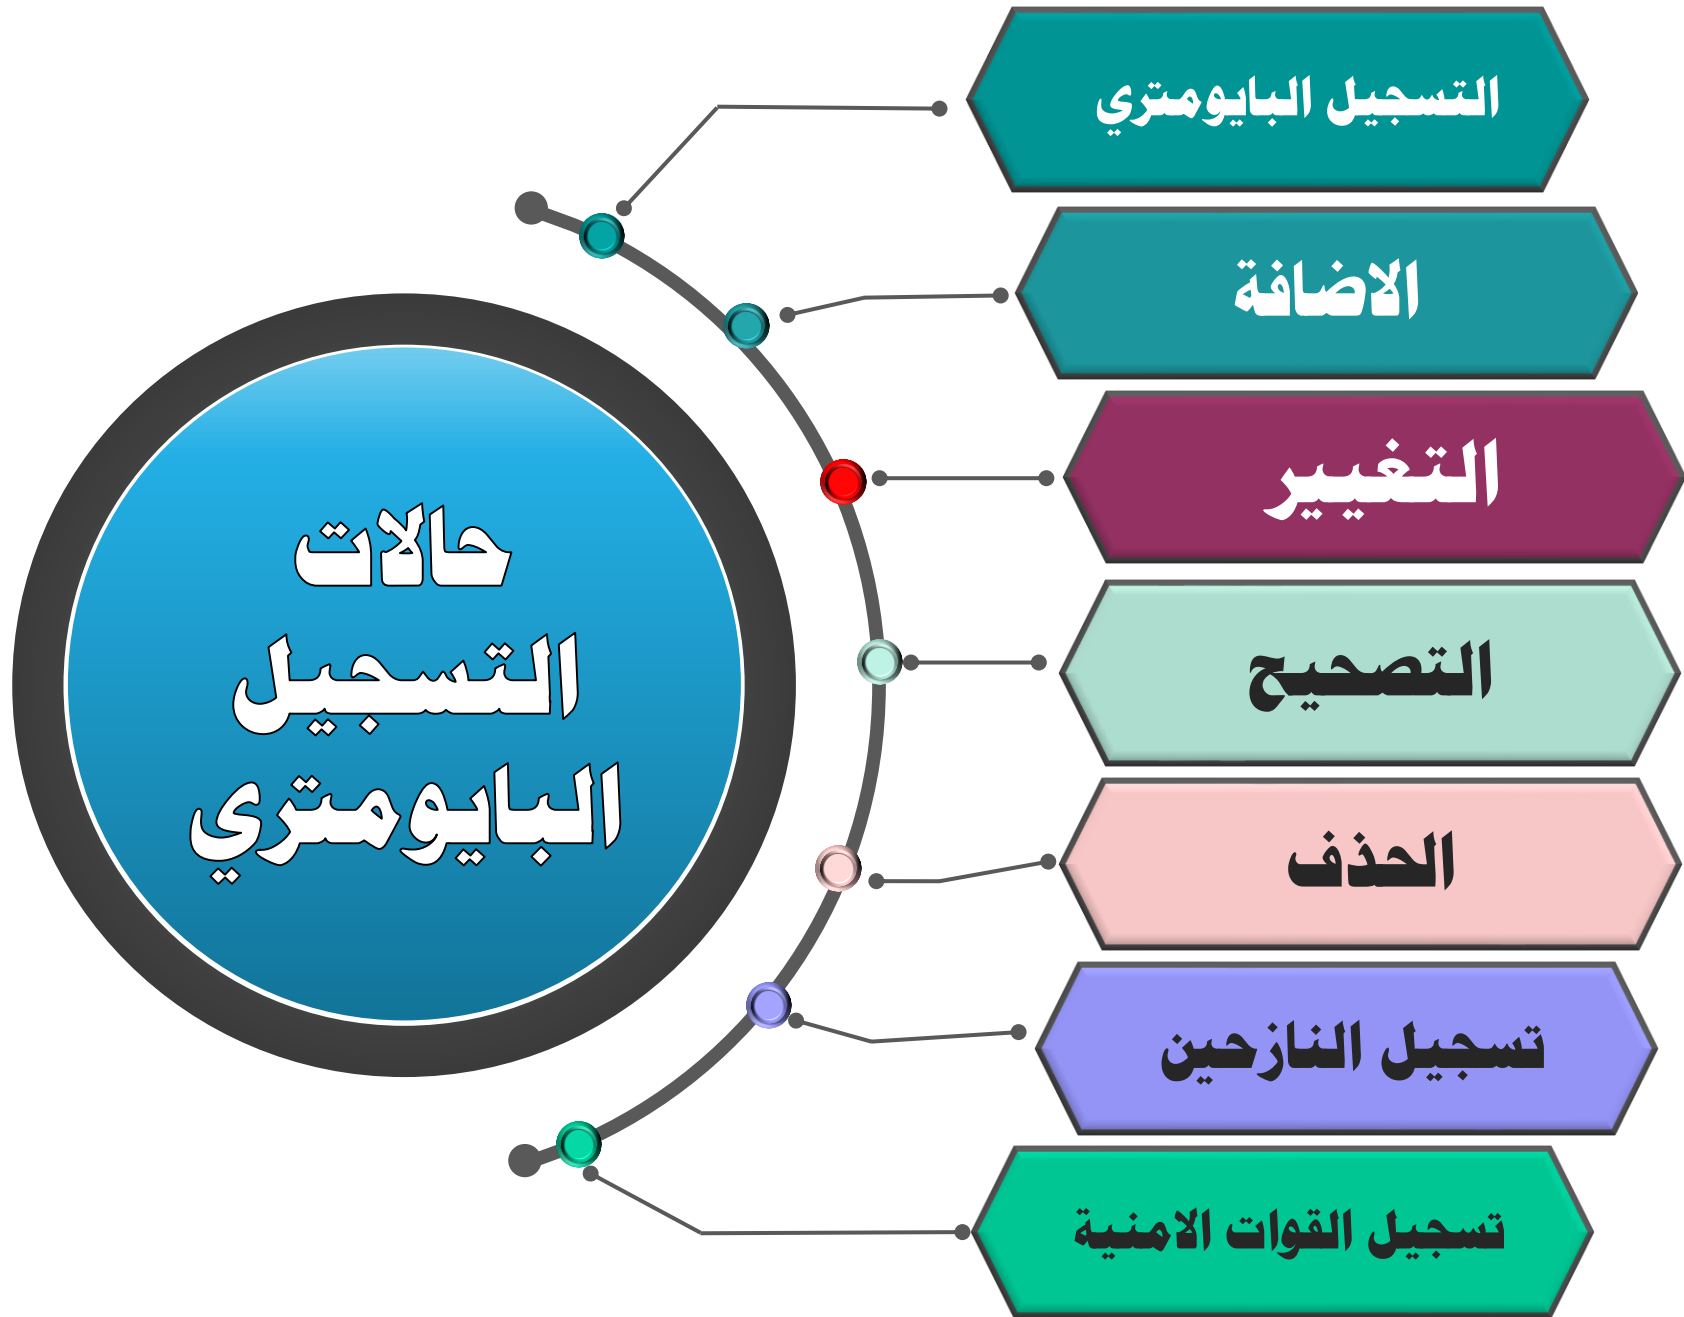 حالات
التسجيل
البايومتري
التسجيل البايومتري
الاضافة
التغيير
التصحيح
الحذف
تسجيل النازحين
تسجيل القوات الامنية